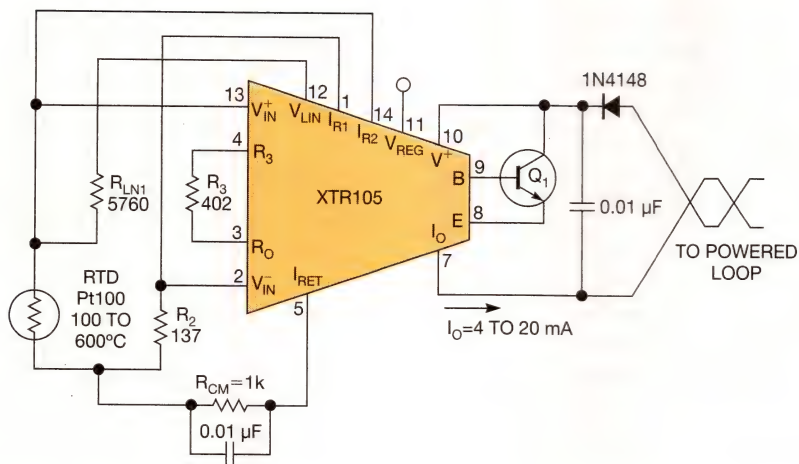 1N4148
13
12
1
14
11
10
V+IN
VLIN
IR1
IR2
VREG
V+
4
R3
9
B
RLN1
5760
R3
402
XTR105
Q1
8
E
0.01 µF
3
RO
IO
7
TO POWERED
LOOP
RTD
Pt100
100 TO
600ºC
2
V−IN
IRET
5
R2
137
IO=4 TO 20 mA
RCM=1k
0.01 µF